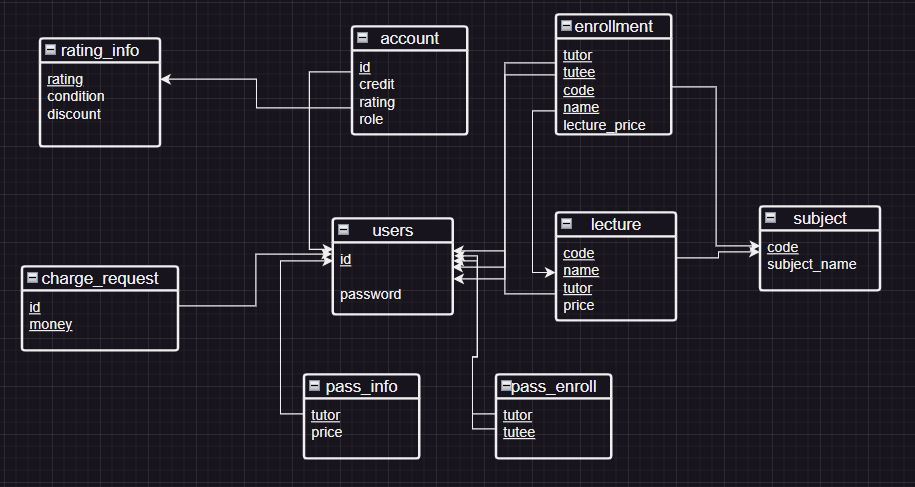 rating_info
rating
condition
discount
account
id
credit
rating
role
enrollment
tutor
tutee
code
name
lecture_price
users
id
password
lecture
code
name
tutor
price
subject
code
subject_name
charge_request
id
money
pass_info
tutor
price
pass_enroll
tutor
tutee